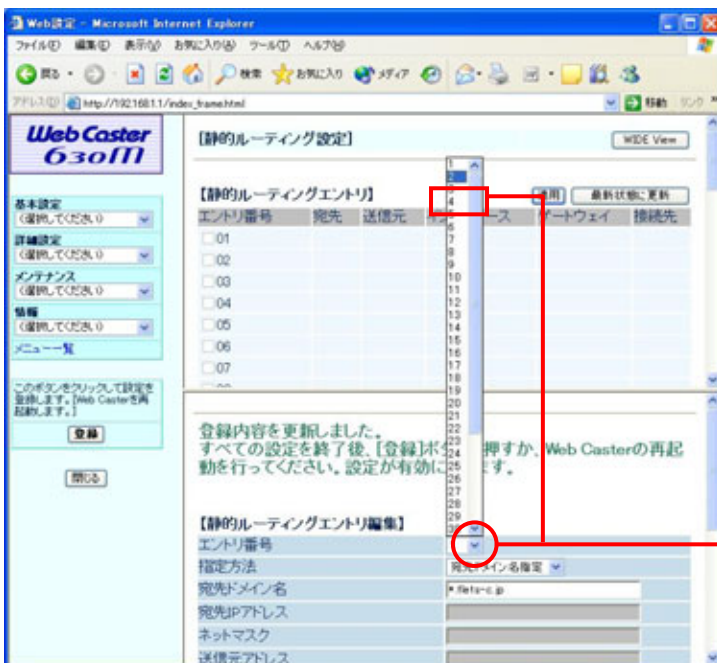 Web設定 - Microsoft Internet Explorer
ファイル(F) 編集(E) 表示(V) お気に入り(A) ツール(T) ヘルプ(H)
戻る 検索 お気に入り メディア
アドレス(D) http://192.168.1.1/index_frame.html 移動 リンク
Web Caster
630M
基本設定
(選択してください)
詳細設定
(選択してください)
メンテナンス
(選択してください)
情報
(選択してください)
メニュー一覧
このボタンをクリックして設定を
登録します。[Web Casterを再
起動します。]
登録
閉じる
[静的ルーティング設定]
WIDE View
【静的ルーティングエントリ】
適用 最新状態に更新
エントリ番号 宛先 送信元 ース ゲートウェイ 接続先
01
02
03
04
05
06
07
1
2
3
4
5
6
7
8
9
10
11
12
13
14
15
16
17
18
19
20
21
22
23
24
25
26
27
28
29
30
登録内容を更新しました。
すべての設定を終了後、[登録]ボ 押すか、Web Casterの再起
動を行ってください。設定が有効に ます。
【静的ルーティングエントリ編集】
エントリ番号
指定方法 宛先ドメイン名指定
宛先ドメイン名 *.flets-c.jp
宛先IPアドレス
ネットマスク
送信元アドレス